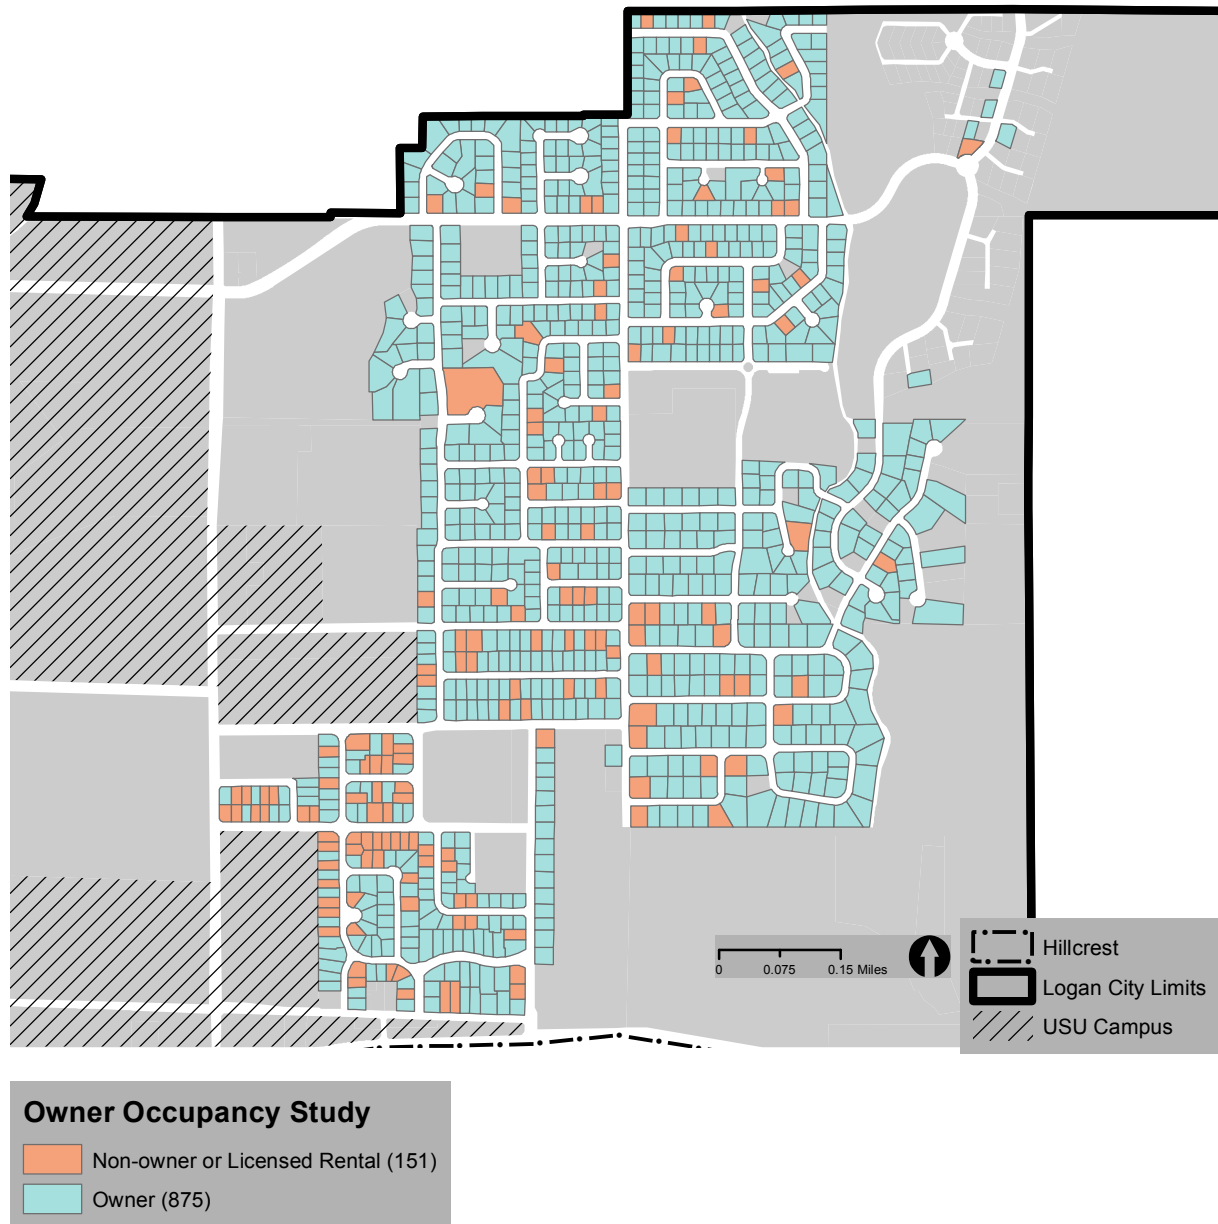 0 0.075 0.15 Miles
Hillcrest
Logan City Limits
USU Campus
Owner Occupancy Study
Non-owner or Licensed Rental (151)
Owner (875)